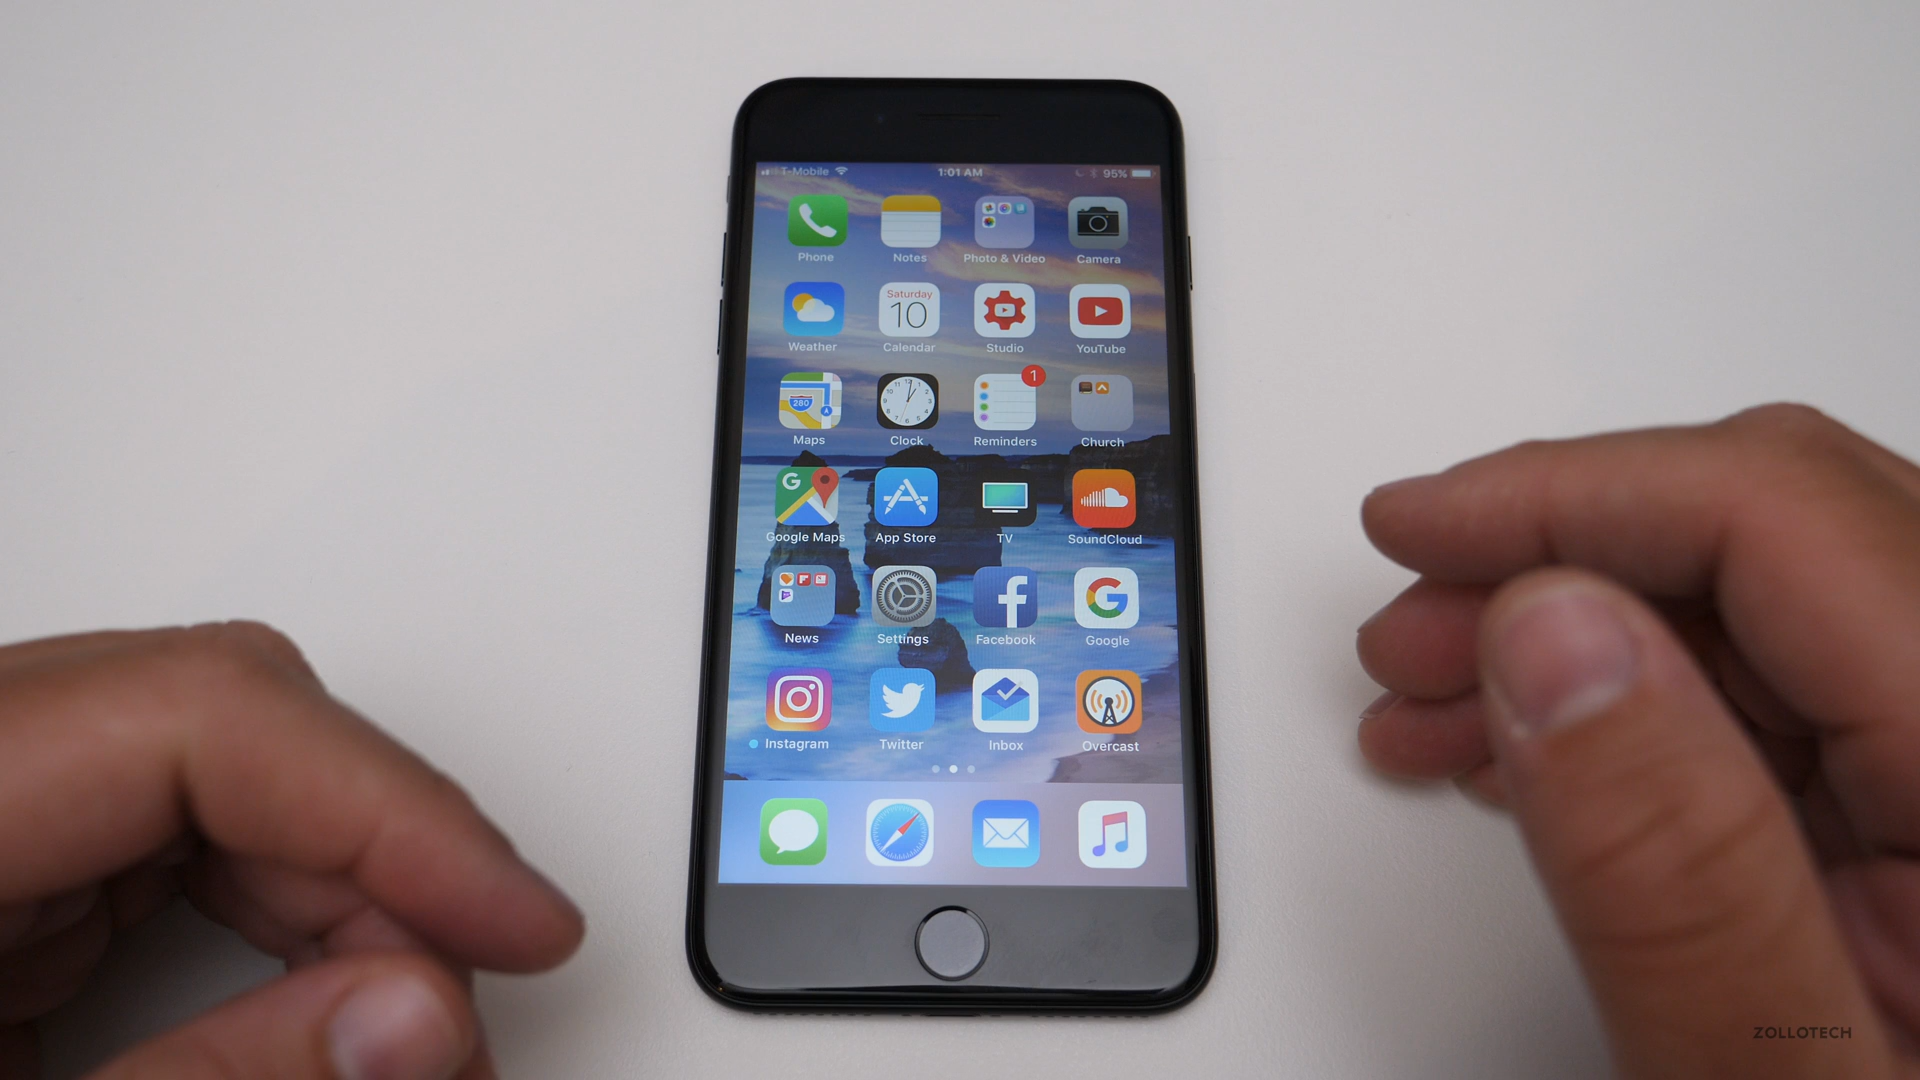 T-Mobile 1:01 AM 95%
Phone Notes Photo & Video Camera
Saturday
10
Weather Calendar Studio YouTube
1
280
Maps Clock Reminders Church
G
Google Maps App Store TV SoundCloud
f G
News Settings Facebook Google
Instagram Twitter Inbox Overcast
ZOLLOTECH